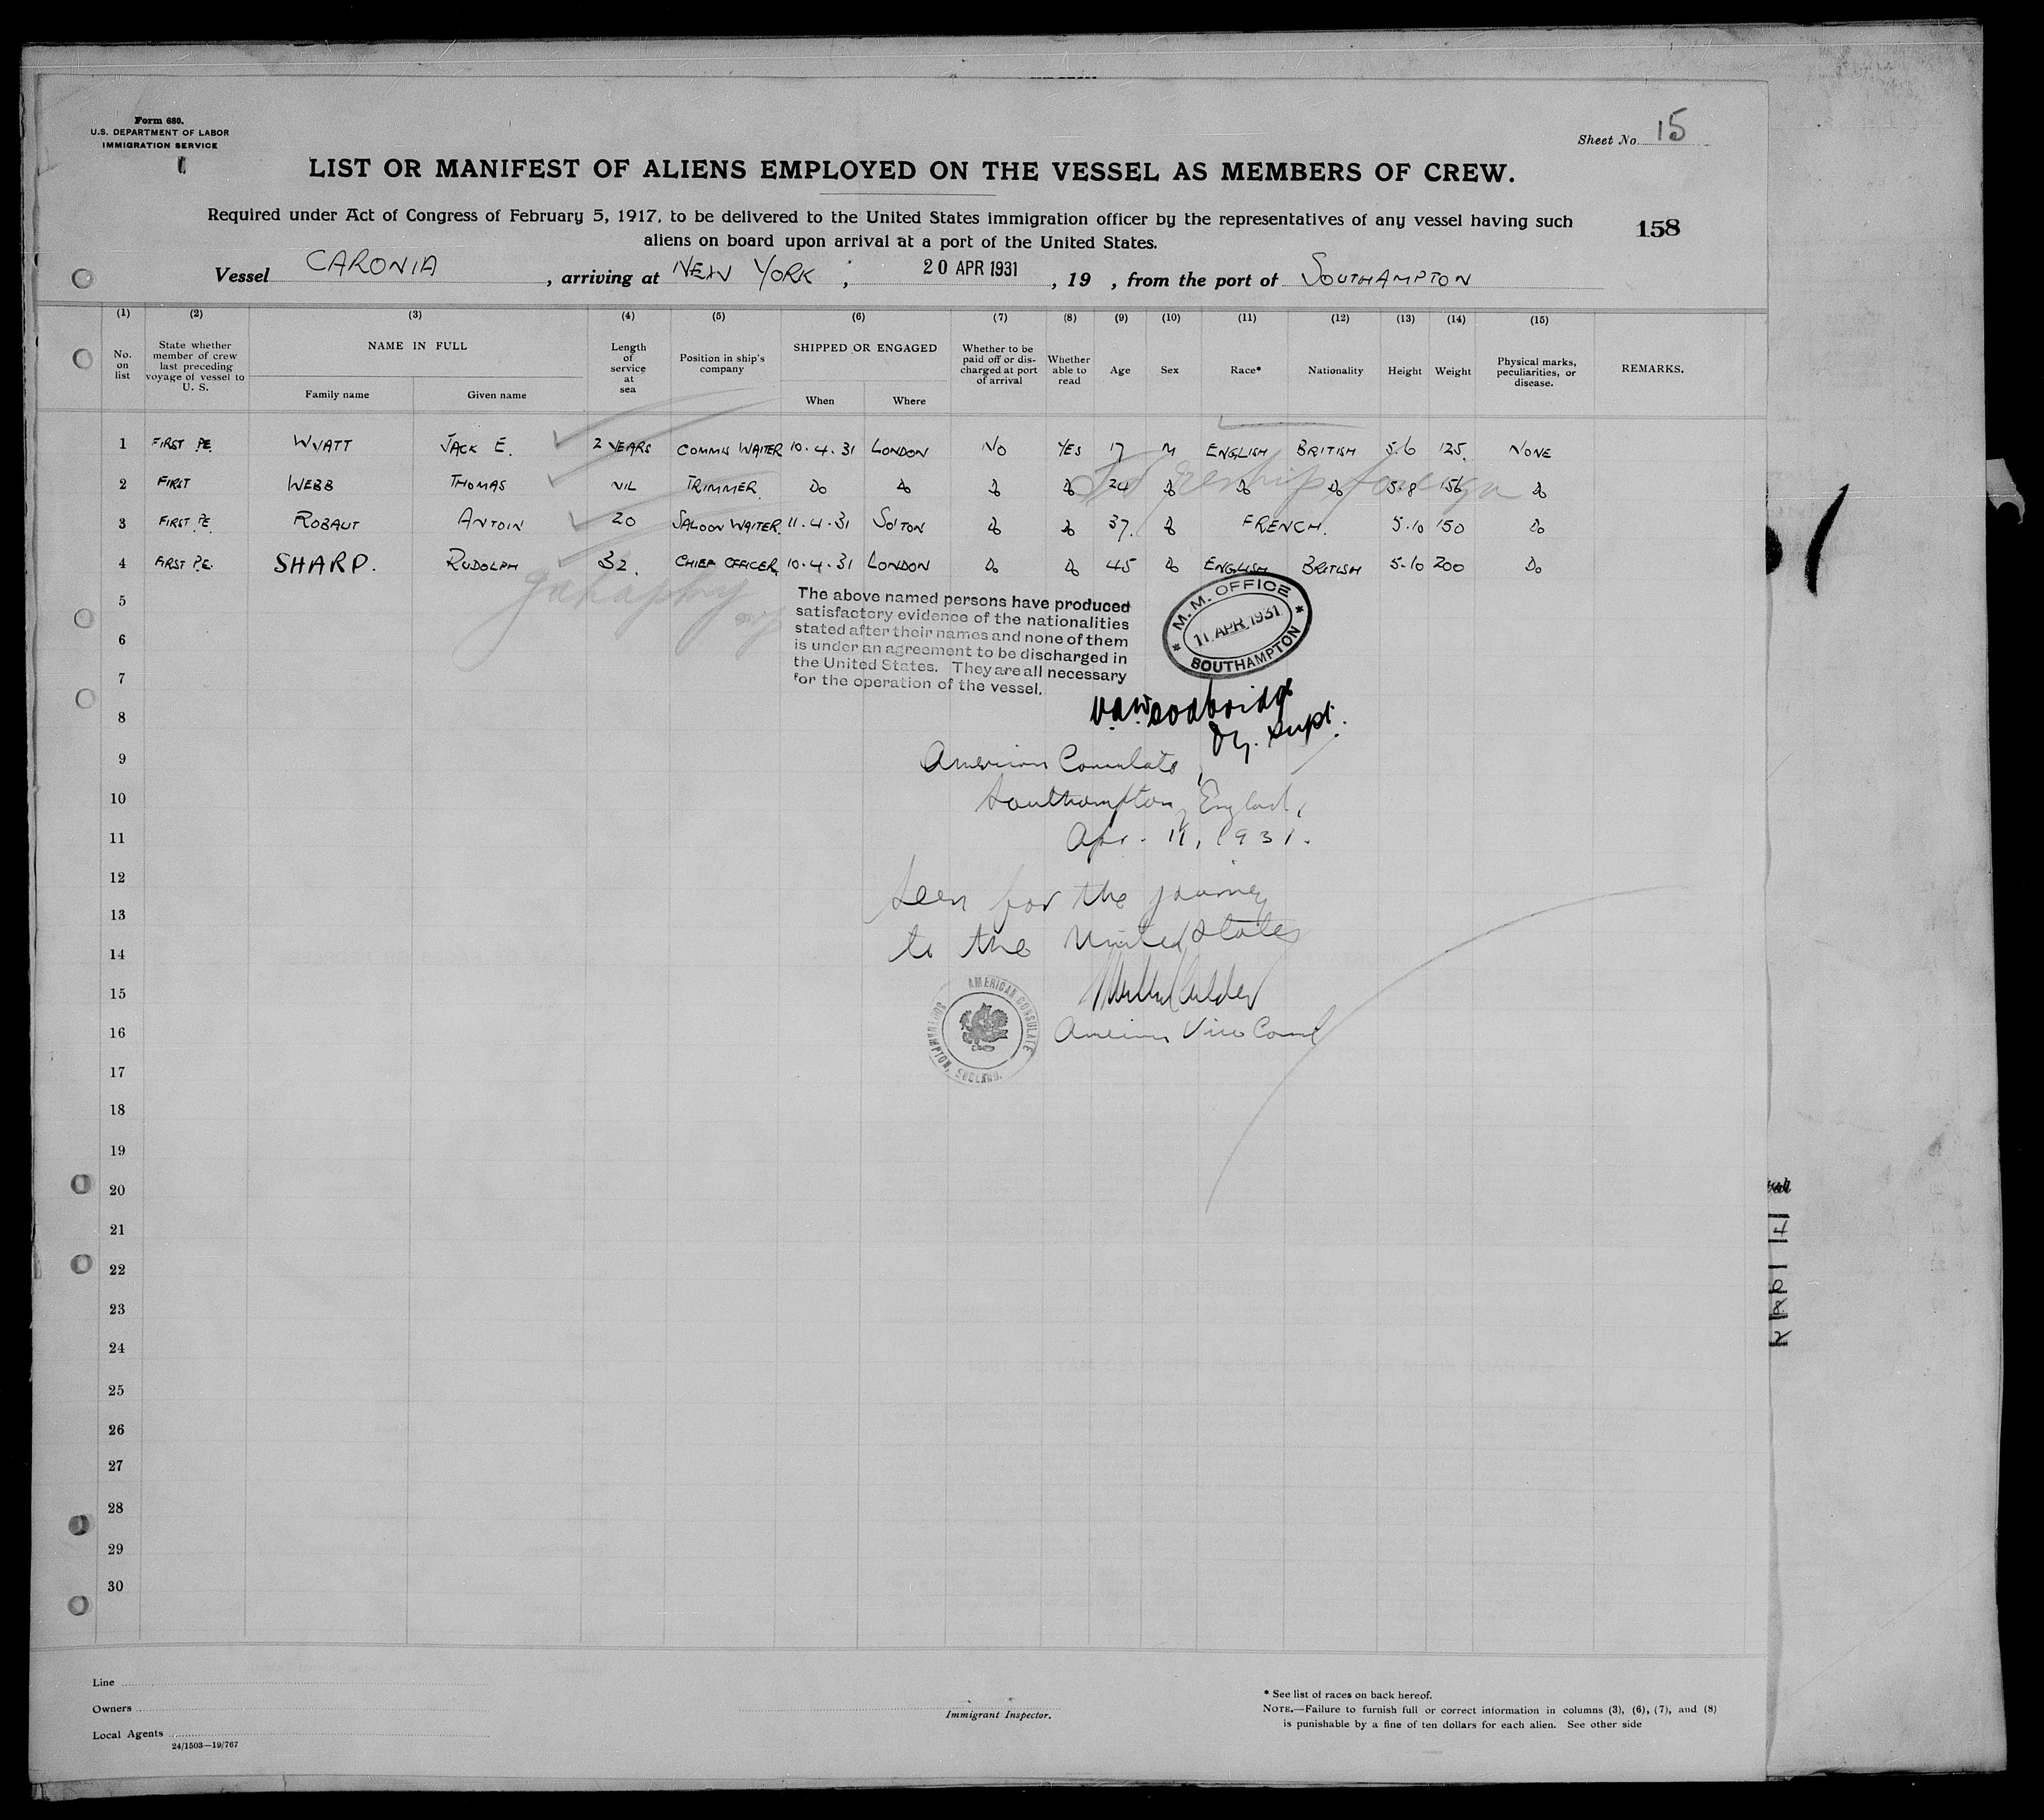 Form 680.
U.S. DEPARTMENT OF LABOR
IMMIGRATION SERVICE
Sheet No. 15
LIST OR MANIFEST OF ALIENS EMPLOYED ON THE VESSEL AS MEMBERS OF CREW.
Required under Act of Congress of February 5, 1917, to be delivered to the United States immigration officer by the representatives of any vessel having such
aliens on board upon arrival at a port of the United States.
158
Vessel CARONIA, arriving at NEW YORK, 20 APR 1931, 19 , from the port of SOUTHAMPTON
(1) (2) (3) (4) (5) (6) (7) (8) (9) (10) (11) (12) (13) (14) (15)
No. on list
State whether member of crew last preceding voyage of vessel to U. S.
NAME IN FULL
Family name
Given name
Length of service at sea
Position in ship's company
SHIPPED OR ENGAGED
When
Where
Whether to be paid off or discharged at port of arrival
Whether able to read
Age
Sex
Race*
Nationality
Height
Weight
Physical marks, peculiarities, or disease.
REMARKS.
1 FIRST P.E. WYATT JACK E. 2 YEARS COMMIS WAITER 10.4.31 LONDON NO YES 17 M ENGLISH BRITISH 5.6 125. NONE
2 FIRST WEBB THOMAS NIL TRIMMER. DO DO DO DO 24 DO DO DO 5.8 156 DO
3 FIRST P.E. ROBAUT ANTOIN 20 SALOON WAITER. 11.4.31 SOTON DO DO 37. DO FRENCH. 5.10 150 DO
4 FIRST P.E. SHARP. RUDOLPH 32. CHIEF OFFICER 10.4.31 LONDON DO DO 45 DO ENGLISH BRITISH 5.10 200 DO
5
The above named persons have produced
satisfactory evidence of the nationalities
stated after their names and none of them
is under an agreement to be discharged in
the United States. They are all necessary
for the operation of the vessel.
M.M. OFFICE
11 APR 1931
SOUTHAMPTON
6
7
8
Dy. Supt.
9
American Consulate,
10
Southampton, England,
11
Apr. 11, 1931.
12
Seen for the journey
13
to the United States
14
15
AMERICAN CONSULATE
SOUTHAMPTON, ENGLAND.
16
American Vice Consul
17
18
19
20
21
22
23
24
25
26
27
28
29
30
Line
Owners
Local Agents
24/1503—19/767
Immigrant Inspector.
* See list of races on back hereof.
NOTE.—Failure to furnish full or correct information in columns (3), (6), (7), and (8)
is punishable by a fine of ten dollars for each alien. See other side